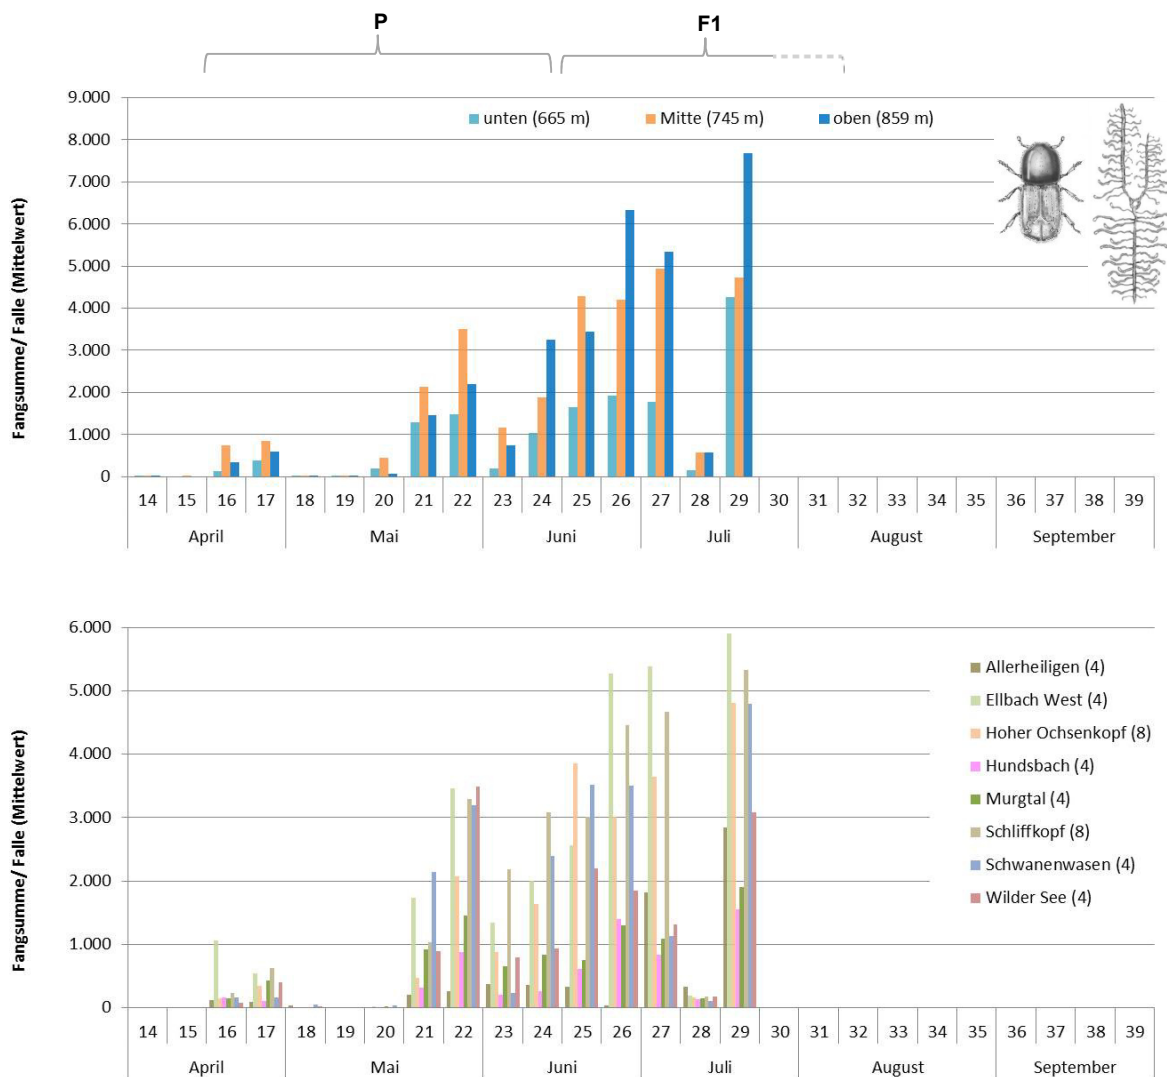 P F1
9.000
unten (665 m) Mitte (745 m) oben (859 m)
8.000
7.000
6.000
5.000
4.000
3.000
2.000
1.000
0
Fangsumme/ Falle (Mittelwert)
14 15 16 17 18 19 20 21 22 23 24 25 26 27 28 29 30 31 32 33 34 35 36 37 38 39
April Mai Juni Juli August September
6.000
5.000
4.000
3.000
2.000
1.000
0
Fangsumme/ Falle (Mittelwert)
Allerheiligen (4)
Ellbach West (4)
Hoher Ochsenkopf (8)
Hundsbach (4)
Murgtal (4)
Schliffkopf (8)
Schwanenwasen (4)
Wilder See (4)
14 15 16 17 18 19 20 21 22 23 24 25 26 27 28 29 30 31 32 33 34 35 36 37 38 39
April Mai Juni Juli August September